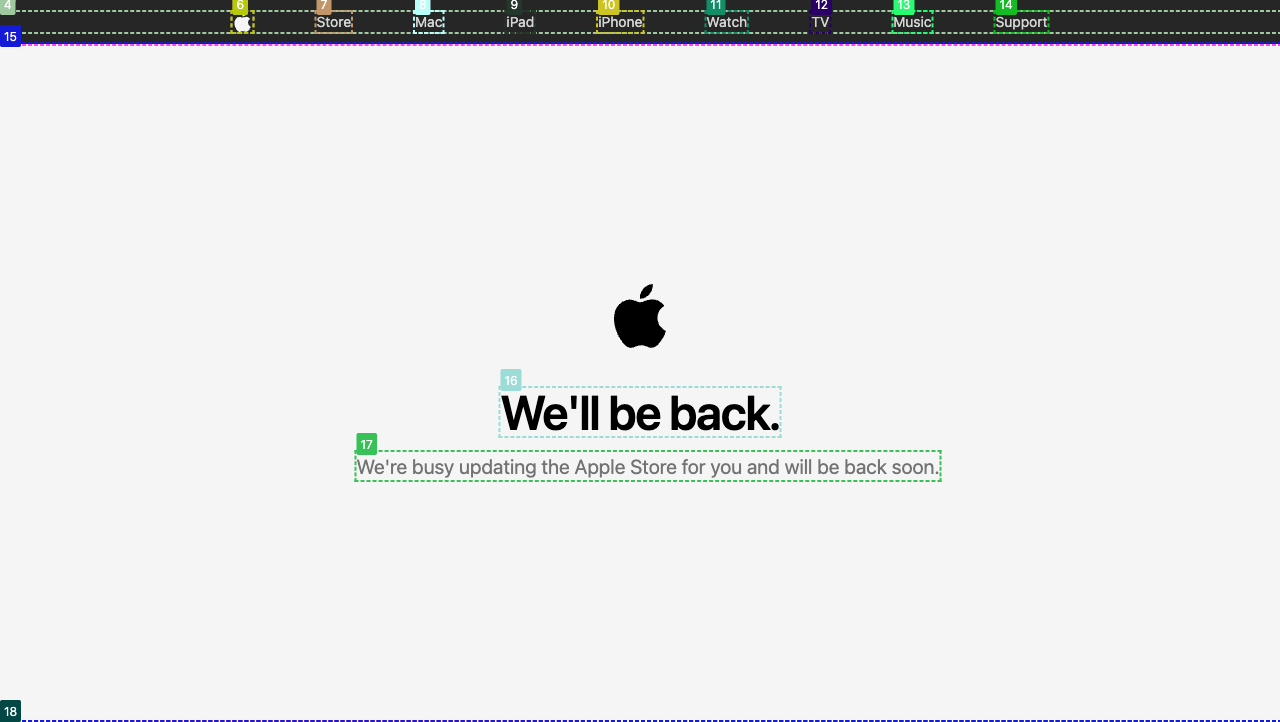 4 6 7 8 9 10 11 12 13 14
Store Mac iPad iPhone Watch TV Music Support
15
16
We'll be back.
17
We're busy updating the Apple Store for you and will be back soon.
18